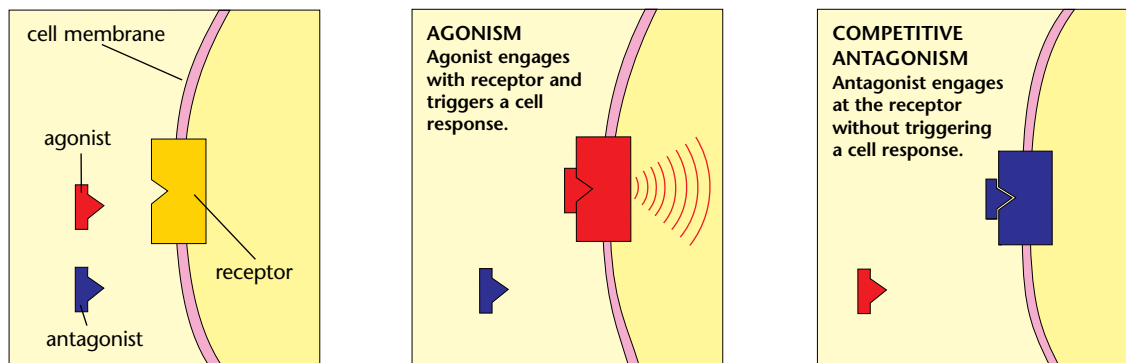 cell membrane
agonist
receptor
antagonist
AGONISM
Agonist engages
with receptor and
triggers a cell
response.
COMPETITIVE
ANTAGONISM
Antagonist engages
at the receptor
without triggering
a cell response.